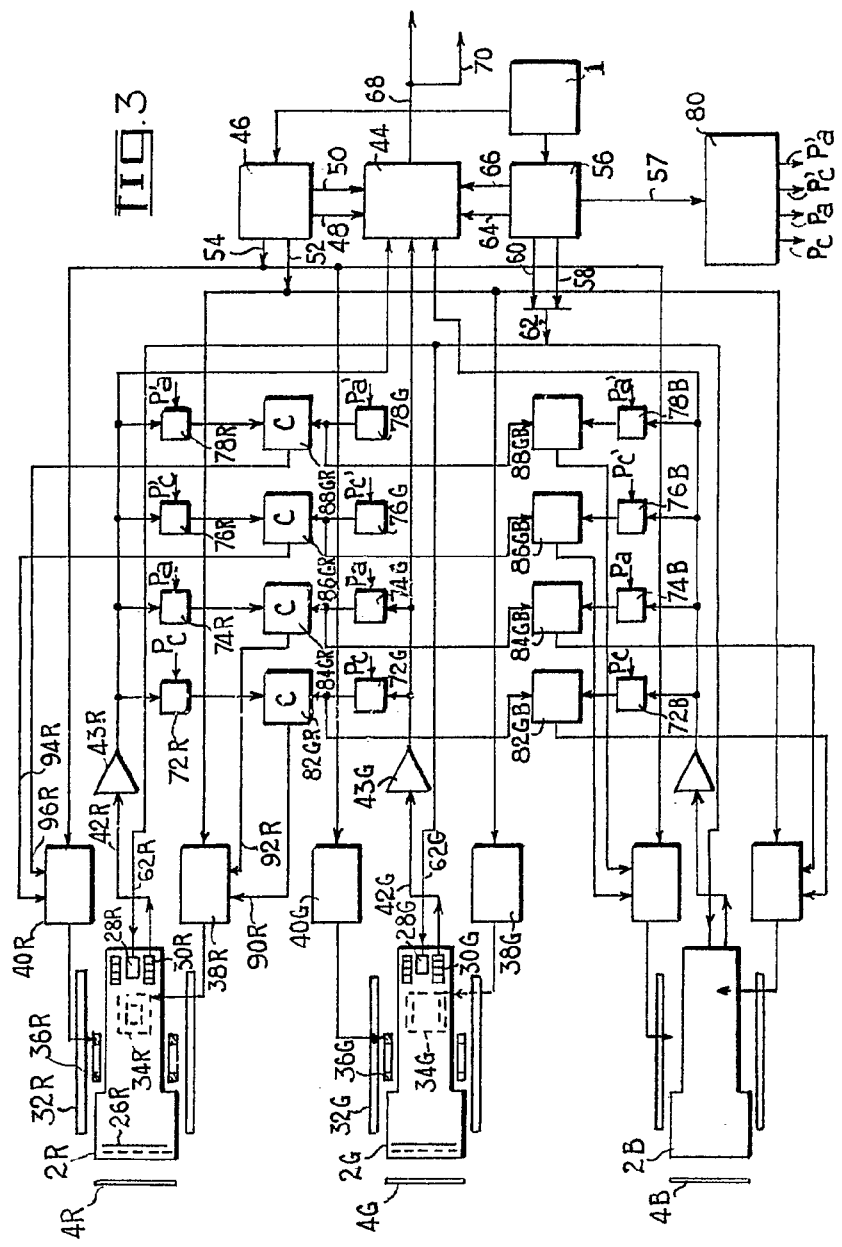 FIG.3
46
50
48
54
52
44
68
70
1
66
64
56
60
58
62
57
80
Pc
Pa
P'c
P'a
P'a
78R
P'c
76R
Pa
74R
Pc
72R
C
88GR
C
86GR
C
84GR
C
82GR
Pa'
78G
Pc'
76G
Pa
74G
Pc
72G
88GB
86GB
84GB
82GB
Pa'
78B
Pc'
76B
Pa
74B
Pc
72B
94R
96R
43R
42R
62R
92R
90R
40R
38R
28R
30R
34R
36R
32R
26R
2R
4R
43G
42G
62G
40G
38G
28G
30G
34G
36G
32G
2G
4G
2B
4B